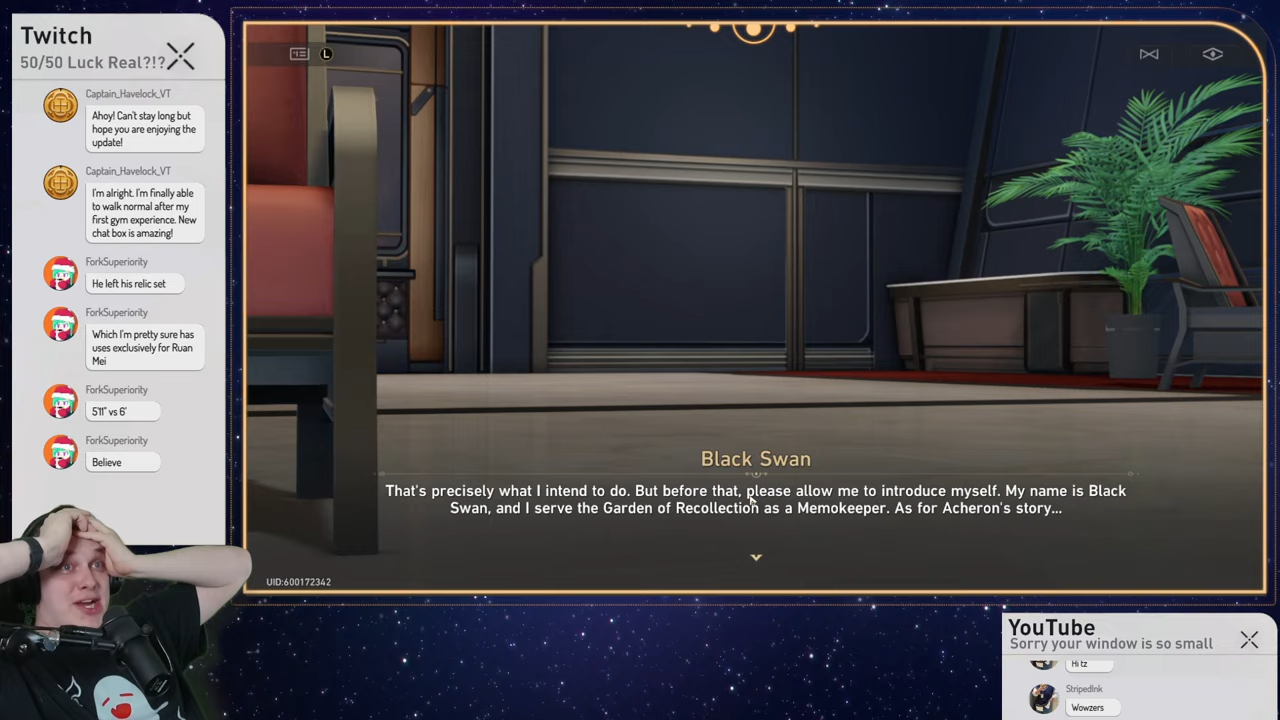 Twitch
50/50 Luck Real?!?
Captain_Havelock_VT
Ahoy! Can't stay long but
hope you are enjoying the
update!
Captain_Havelock_VT
I'm alright. I'm finally able
to walk normal after my
first gym experience. New
chat box is amazing!
ForkSuperiority
He left his relic set
ForkSuperiority
Which I'm pretty sure has
uses exclusively for Ruan
Mei
ForkSuperiority
5'11" vs 6'
ForkSuperiority
Believe
L
Black Swan
That's precisely what I intend to do. But before that, please allow me to introduce myself. My name is Black
Swan, and I serve the Garden of Recollection as a Memokeeper. As for Acheron's story...
UID:600172342
YouTube
Sorry your window is so small
Hi tz
StripedInk
Wowzers